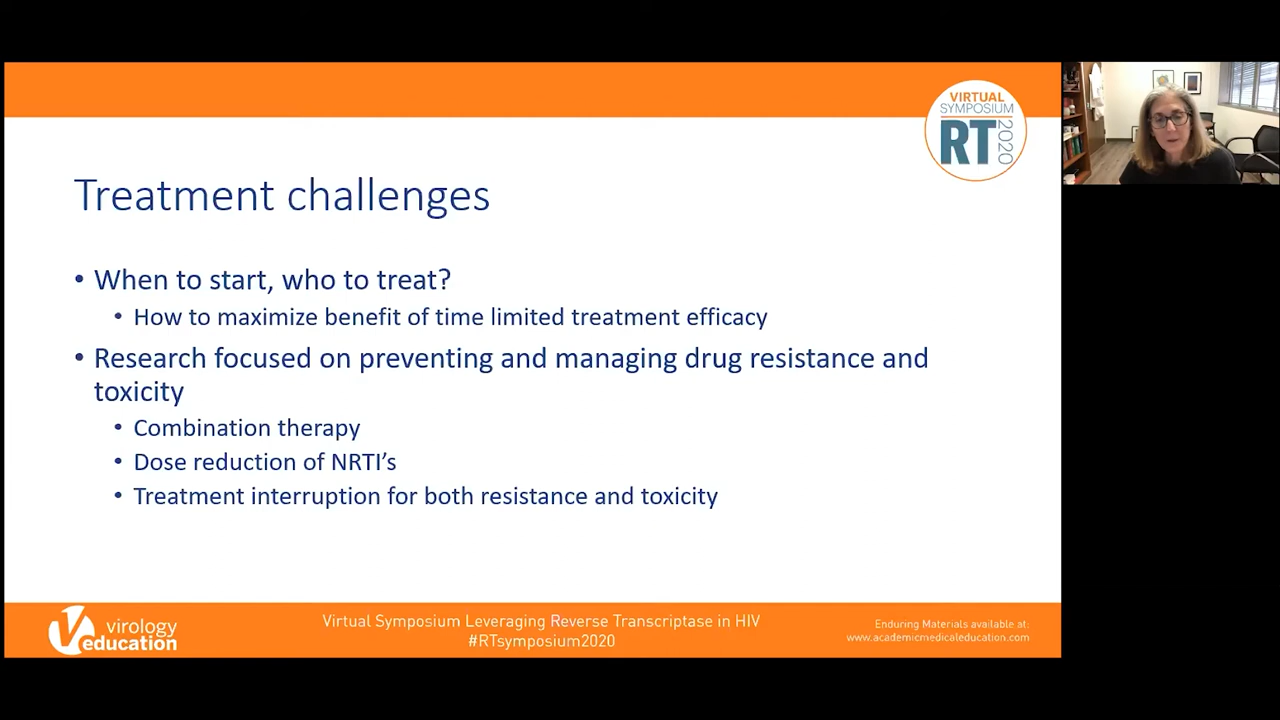 VIRTUAL
SYMPOSIUM
RT 2020
Treatment challenges
• When to start, who to treat?
• How to maximize benefit of time limited treatment efficacy
• Research focused on preventing and managing drug resistance and
toxicity
• Combination therapy
• Dose reduction of NRTI’s
• Treatment interruption for both resistance and toxicity
virology
education
Virtual Symposium Leveraging Reverse Transcriptase in HIV
#RTsymposium2020
Enduring Materials available at:
www.academicmedicaleducation.com